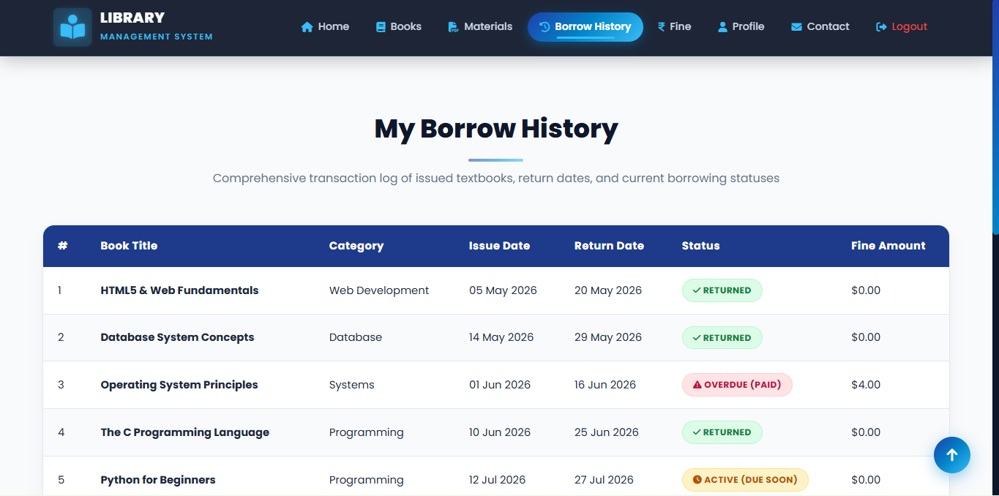 LIBRARY
MANAGEMENT SYSTEM
Home Books Materials Borrow History ₹ Fine Profile Contact Logout
My Borrow History
Comprehensive transaction log of issued textbooks, return dates, and current borrowing statuses
# Book Title Category Issue Date Return Date Status Fine Amount
1 HTML5 & Web Fundamentals Web Development 05 May 2026 20 May 2026 RETURNED $0.00
2 Database System Concepts Database 14 May 2026 29 May 2026 RETURNED $0.00
3 Operating System Principles Systems 01 Jun 2026 16 Jun 2026 OVERDUE (PAID) $4.00
4 The C Programming Language Programming 10 Jun 2026 25 Jun 2026 RETURNED $0.00
5 Python for Beginners Programming 12 Jul 2026 27 Jul 2026 ACTIVE (DUE SOON) $0.00